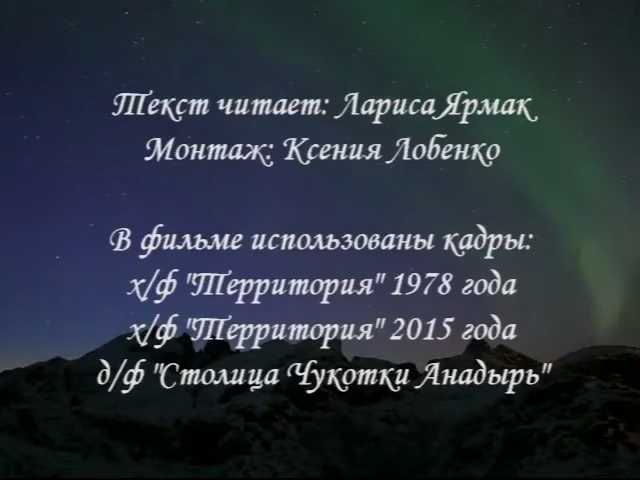 Текст читает: Лариса Ярмак
Монтаж: Ксения Лобенко
В фильме использованы кадры:
х/ф "Территория" 1978 года
х/ф "Территория" 2015 года
д/ф "Столица Чукотки Анадырь"